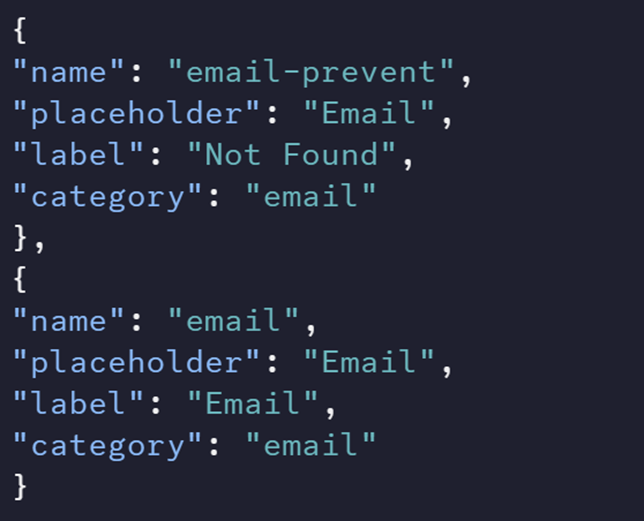 {
"name": "email-prevent",
"placeholder": "Email",
"label": "Not Found",
"category": "email"
},
{
"name": "email",
"placeholder": "Email",
"label": "Email",
"category": "email"
}